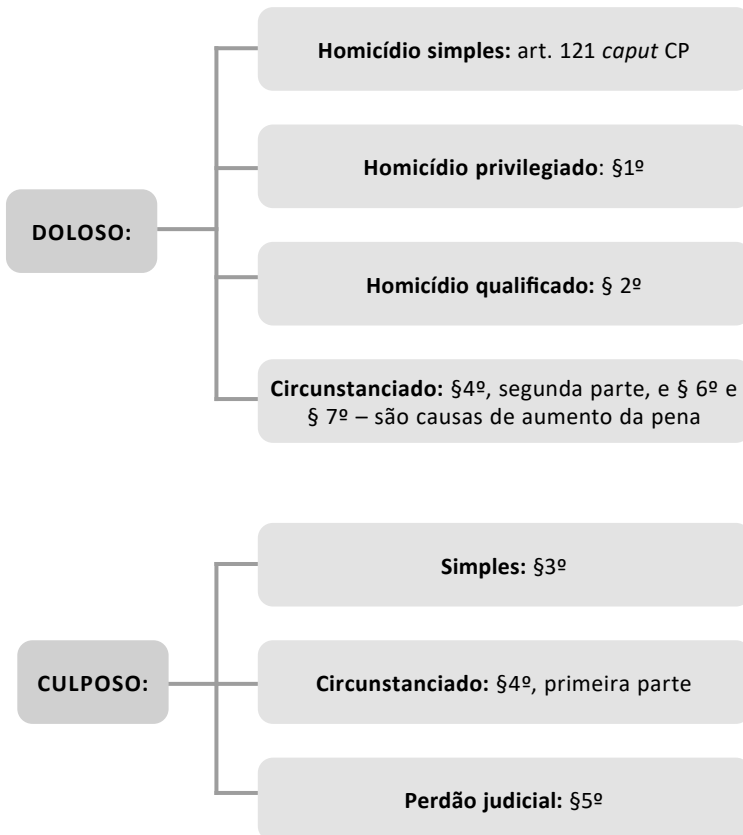 DOLOSO:
Homicídio simples: art. 121 caput CP
Homicídio privilegiado: §1º
Homicídio qualificado: § 2º
Circunstanciado: §4º, segunda parte, e § 6º e
§ 7º – são causas de aumento da pena
CULPOSO:
Simples: §3º
Circunstanciado: §4º, primeira parte
Perdão judicial: §5º